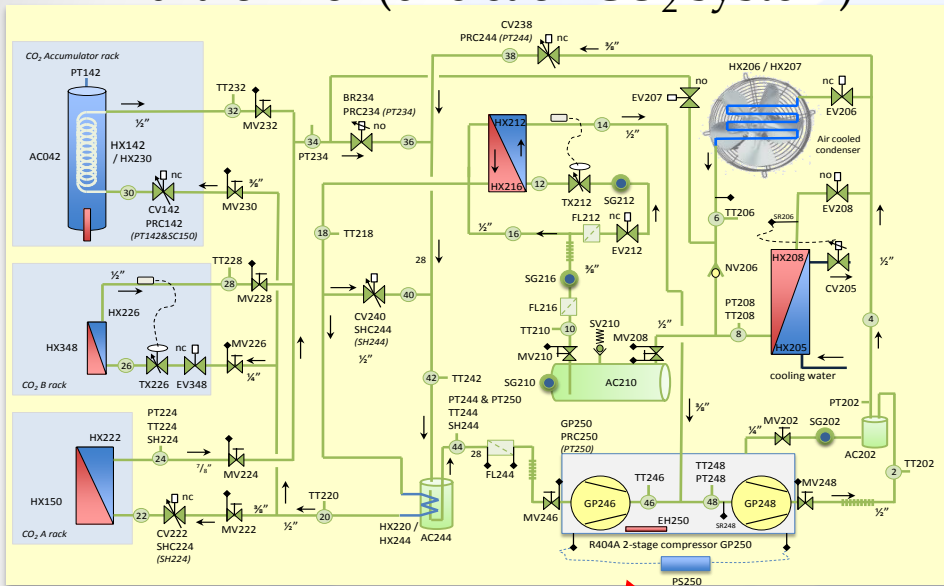 CO₂ Accumulator rack
PT142
TT232
32
MV232
½”
HX142
/ HX230
AC042
30
nc
⅜”
MV230
CV142
PRC142
(PT142&SC150)
CV238
PRC244 (PT244)
nc
38
⅜”
BR234
PRC234 (PT234)
no
34
PT234
36
HX212
HX216
14
½”
12
TX212
SG212
½”
16
FL212
nc
EV212
⅜”
SG216
FL216
TT210
10
SV210
MV210
MV208
½”
SG210
AC210
no
EV207
HX206 / HX207
nc
EV206
Air cooled
condenser
no
EV208
6
TT206
SR206
NV206
HX208
CV205
½”
PT208
TT208
8
HX205
4
cooling water
18
TT218
28
40
CV240
SHC244
(SH244)
½”
42
TT242
½”
TT228
28
MV228
HX226
HX348
nc
MV226
26
¼”
TX226
EV348
CO₂ B rack
PT224
TT224
SH224
24
⁷/₈”
MV224
HX222
HX150
TT220
nc
⅜”
22
MV222
½”
20
CV222
SHC224
(SH224)
CO₂ A rack
PT244 & PT250
TT244
SH244
44
28
FL244
HX220 /
HX244
AC244
GP250
PRC250
(PT250)
⅜”
MV246
GP246
TT246
46
TT248
PT248
48
SR248
EH250
GP248
MV248
½”
R404A 2-stage compressor GP250
PS250
PT202
MV202
SG202
¼”
AC202
2
TT202